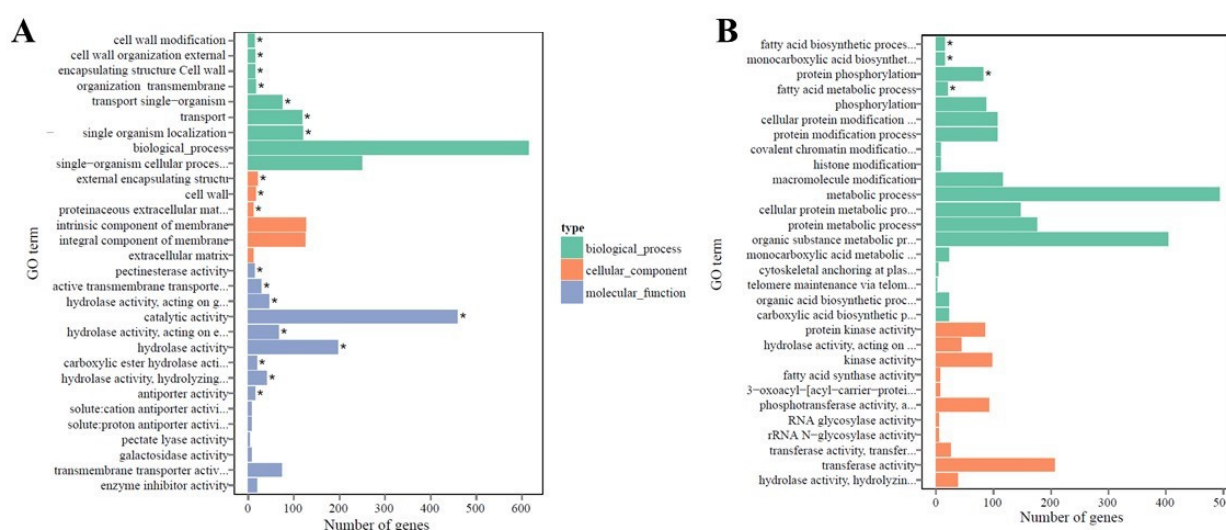 A
GO term
cell wall modification
cell wall organization external
encapsulating structure Cell wall
organization transmembrane
transport single−organism
transport
single organism localization
biological_process
single−organism cellular proces...
external encapsulating structu
cell wall
proteinaceous extracellular mat...
intrinsic component of membrane
integral component of membrane
extracellular matrix
pectinesterase activity
active transmembrane transporte...
hydrolase activity, acting on g...
catalytic activity
hydrolase activity, acting on e...
hydrolase activity
carboxylic ester hydrolase acti...
hydrolase activity, hydrolyzing...
antiporter activity
solute:cation antiporter activi...
solute:proton antiporter activi...
pectate lyase activity
galactosidase activity
transmembrane transporter activ...
enzyme inhibitor activity
* * * * * * * * * * * * * * * * * *
0 100 200 300 400 500 600
Number of genes
type
biological_process
cellular_component
molecular_function
B
GO term
fatty acid biosynthetic proces...
monocarboxylic acid biosynthet...
protein phosphorylation
fatty acid metabolic process
phosphorylation
cellular protein modification ...
protein modification process
covalent chromatin modificatio...
histone modification
macromolecule modification
metabolic process
cellular protein metabolic pro...
protein metabolic process
organic substance metabolic pr...
monocarboxylic acid metabolic ...
cytoskeletal anchoring at plas...
telomere maintenance via telom...
organic acid biosynthetic proc...
carboxylic acid biosynthetic p...
protein kinase activity
hydrolase activity, acting on ...
kinase activity
fatty acid synthase activity
3−oxoacyl−[acyl−carrier−protei...
phosphotransferase activity, a...
RNA glycosylase activity
rRNA N−glycosylase activity
transferase activity, transfer...
transferase activity
hydrolase activity, hydrolyzin...
* * * *
0 100 200 300 400
Number of genes